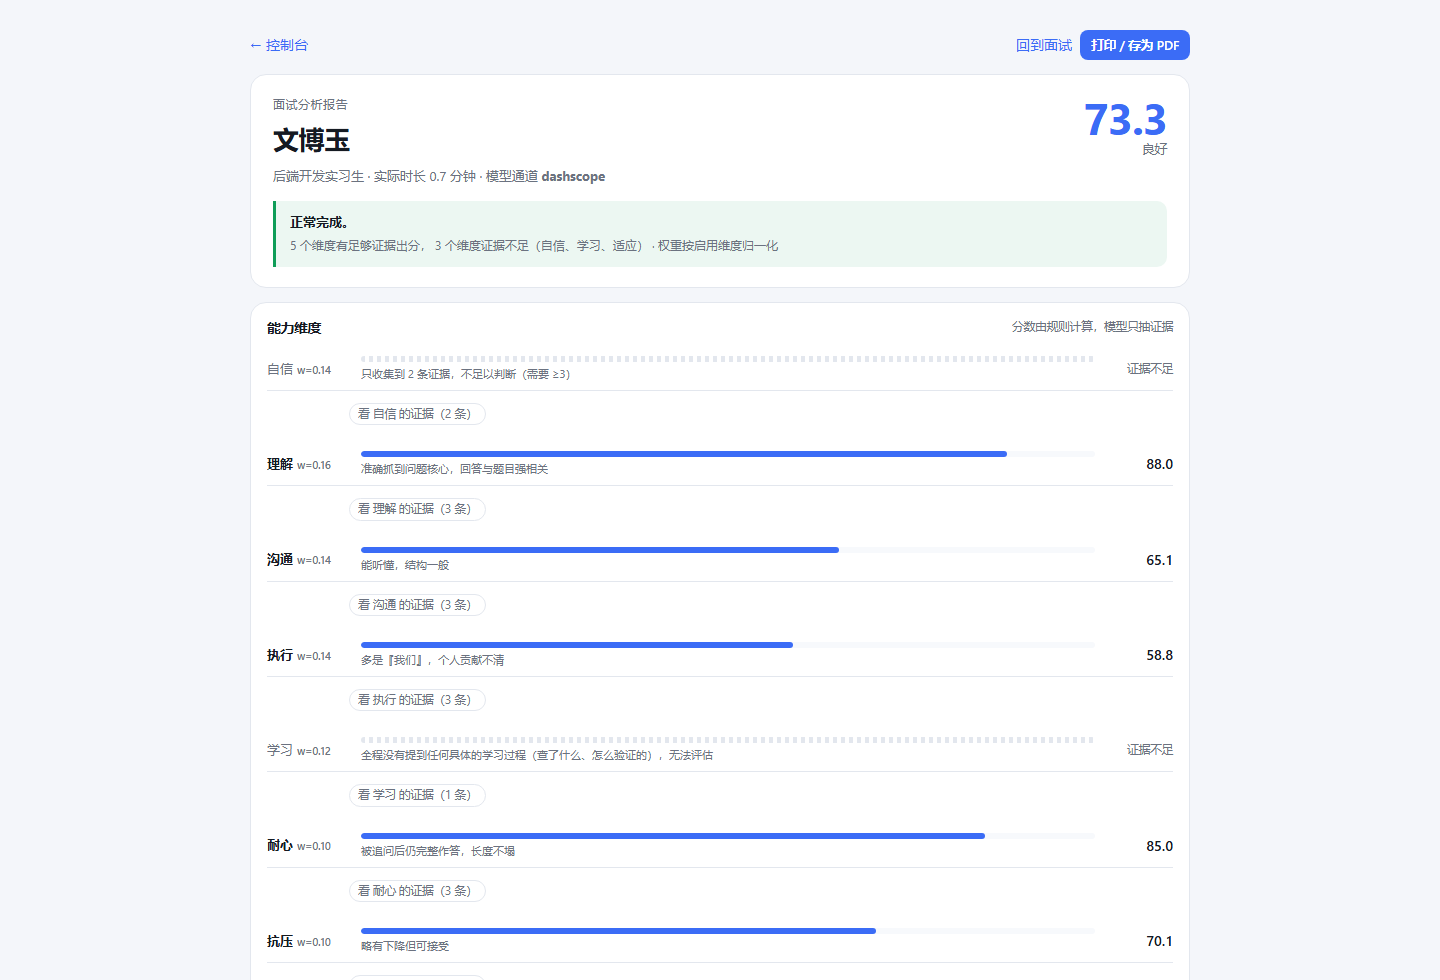 ← 控制台
回到面试
打印 / 存为 PDF
面试分析报告
文博玉
73.3
良好
后端开发实习生 · 实际时长 0.7 分钟 · 模型通道 dashscope
正常完成。
5 个维度有足够证据出分， 3 个维度证据不足（自信、学习、适应） · 权重按启用维度归一化
能力维度
分数由规则计算，模型只抽证据
自信 w=0.14
只收集到 2 条证据，不足以判断（需要 ≥3）
证据不足
看 自信 的证据（2 条）
理解 w=0.16
准确抓到问题核心，回答与题目强相关
88.0
看 理解 的证据（3 条）
沟通 w=0.14
能听懂，结构一般
65.1
看 沟通 的证据（3 条）
执行 w=0.14
多是『我们』，个人贡献不清
58.8
看 执行 的证据（3 条）
学习 w=0.12
全程没有提到任何具体的学习过程（查了什么、怎么验证的），无法评估
证据不足
看 学习 的证据（1 条）
耐心 w=0.10
被追问后仍完整作答，长度不塌
85.0
看 耐心 的证据（3 条）
抗压 w=0.10
略有下降但可接受
70.1